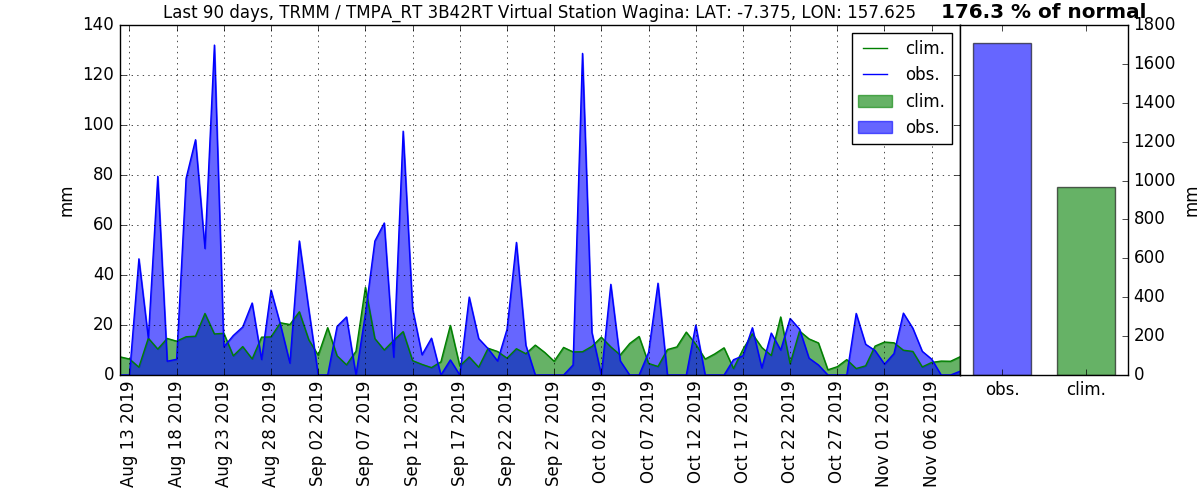 Last 90 days, TRMM / TMPA_RT 3B42RT Virtual Station Wagina: LAT: -7.375, LON: 157.625
176.3 % of normal
mm
140
120
100
80
60
40
20
0
clim.
obs.
clim.
obs.
1800
1600
1400
1200
1000
800
600
400
200
0
mm
Aug 13 2019
Aug 18 2019
Aug 23 2019
Aug 28 2019
Sep 02 2019
Sep 07 2019
Sep 12 2019
Sep 17 2019
Sep 22 2019
Sep 27 2019
Oct 02 2019
Oct 07 2019
Oct 12 2019
Oct 17 2019
Oct 22 2019
Oct 27 2019
Nov 01 2019
Nov 06 2019
obs.
clim.